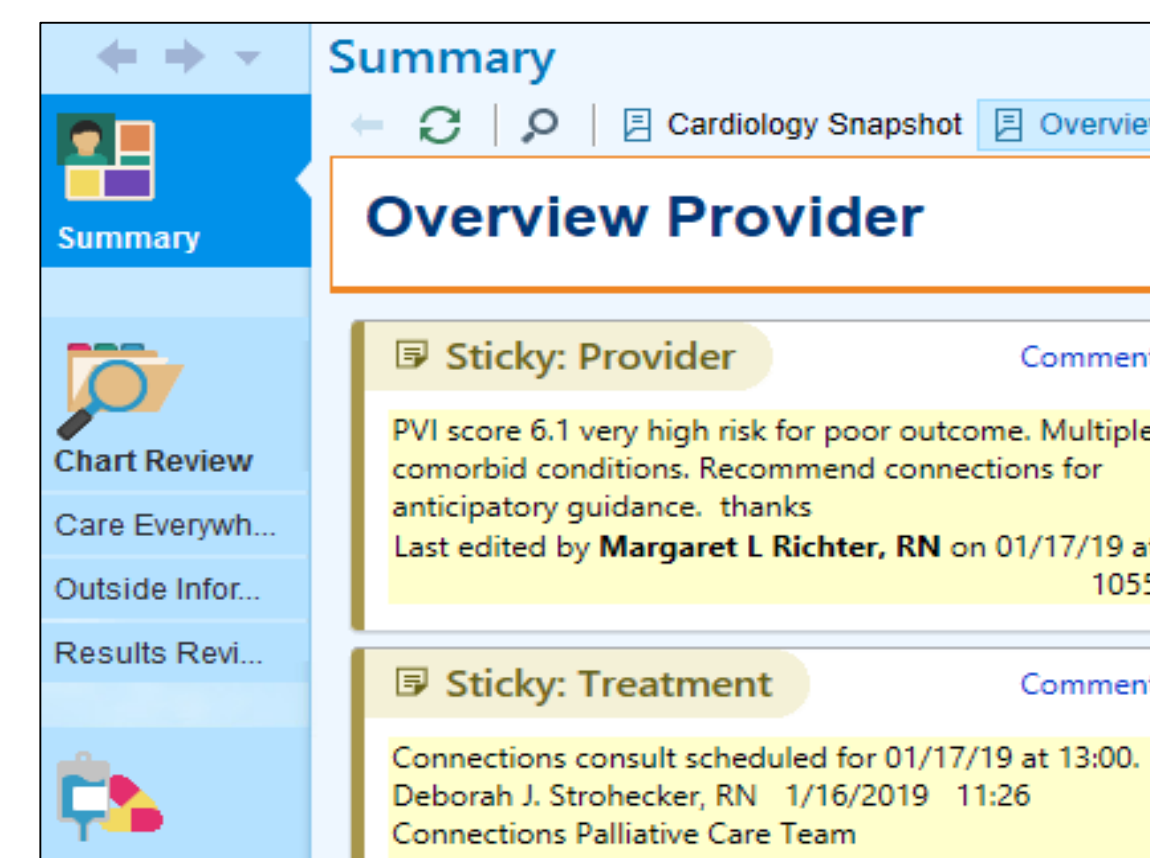 Summary
Cardiology Snapshot
Overview Provider
Summary
Sticky: Provider
PVI score 6.1 very high risk for poor outcome. Multiple
comorbid conditions. Recommend connections for
anticipatory guidance. thanks
Last edited by Margaret L Richter, RN on 01/17/19 at
1055
Chart Review
Care Everywh...
Outside Infor...
Results Revi...
Sticky: Treatment
Connections consult scheduled for 01/17/19 at 13:00.
Deborah J. Strohecker, RN 1/16/2019 11:26
Connections Palliative Care Team